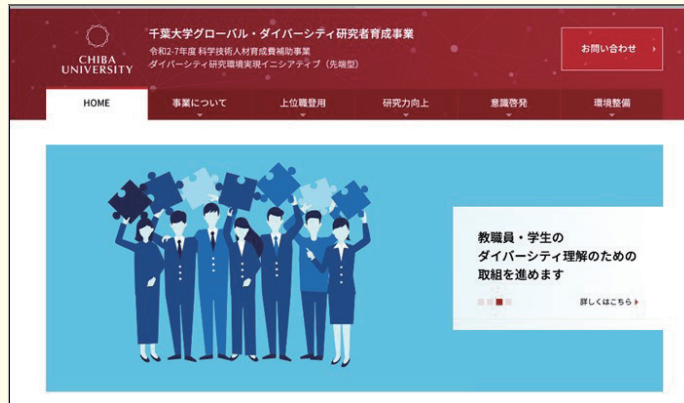 CHIBA
UNIVERSITY
千葉大学グローバル・ダイバーシティ研究者育成事業
令和2-7年度 科学技術人材育成費補助事業
ダイバーシティ研究環境実現イニシアティブ（先端型）
お問い合わせ
HOME
事業について
上位職登用
研究力向上
意識啓発
環境整備
教職員・学生の
ダイバーシティ理解のための
取組を進めます
詳しくはこちら